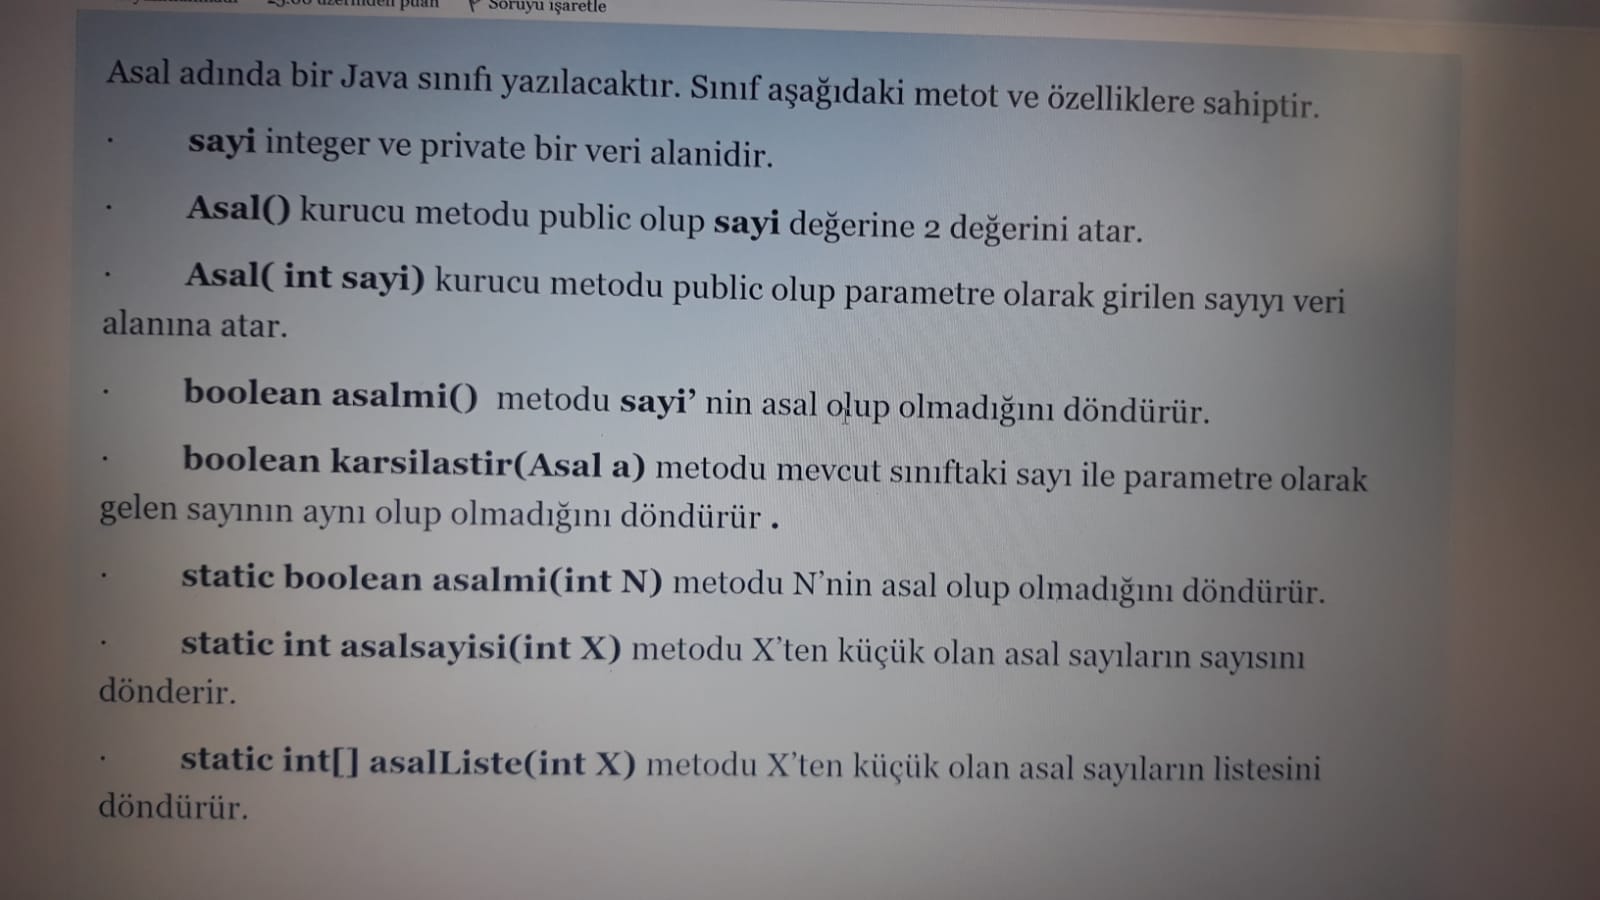 üzerinden puan Soruyu işaretle
Asal adında bir Java sınıfı yazılacaktır. Sınıf aşağıdaki metot ve özelliklere sahiptir.
· sayi integer ve private bir veri alanidir.
· Asal() kurucu metodu public olup sayi değerine 2 değerini atar.
· Asal( int sayi) kurucu metodu public olup parametre olarak girilen sayıyı veri
alanına atar.
· boolean asalmi() metodu sayi’ nin asal olup olmadığını döndürür.
· boolean karsilastir(Asal a) metodu mevcut sınıftaki sayı ile parametre olarak
gelen sayının aynı olup olmadığını döndürür .
· static boolean asalmi(int N) metodu N’nin asal olup olmadığını döndürür.
· static int asalsayisi(int X) metodu X’ten küçük olan asal sayıların sayısını
dönderir.
· static int[] asalListe(int X) metodu X’ten küçük olan asal sayıların listesini
döndürür.